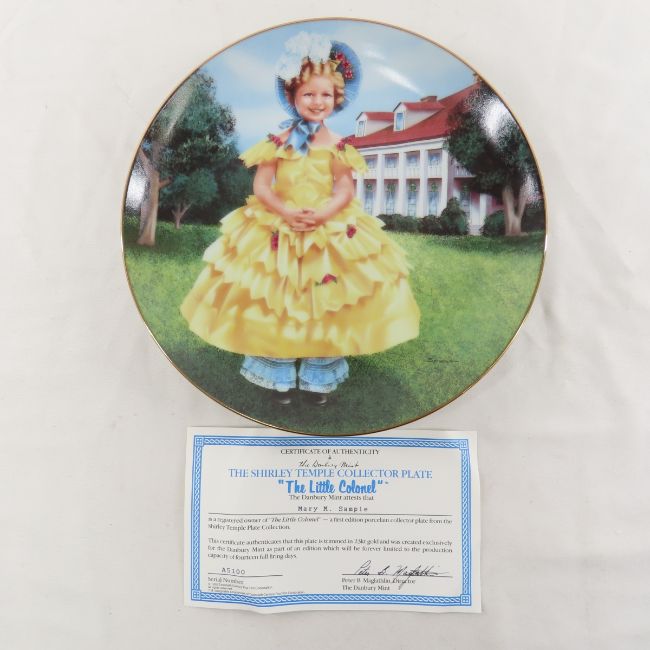 CERTIFICATE OF AUTHENTICITY
The Danbury Mint
THE SHIRLEY TEMPLE COLLECTOR PLATE
"The Little Colonel"™
The Danbury Mint attests that
Mary M. Sample
is a registered owner of "The Little Colonel" — a first edition porcelain collector plate from the
Shirley Temple Plate Collection.
This certificate authenticates that this plate is trimmed in 23kt gold and was created exclusively
for the Danbury Mint as part of an edition which will be forever limited to the production
capacity of fourteen full firing days.
A5100
Serial Number
Peter B. Maglathlin, Director
The Danbury Mint